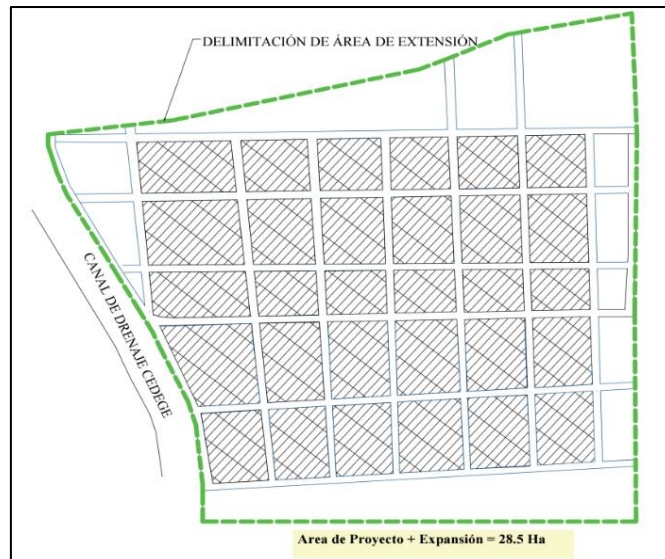 DELIMITACIÓN DE ÁREA DE EXTENSIÓN
CANAL DE DRENAJE CEDEGE
Area de Proyecto + Expansión = 28.5 Ha